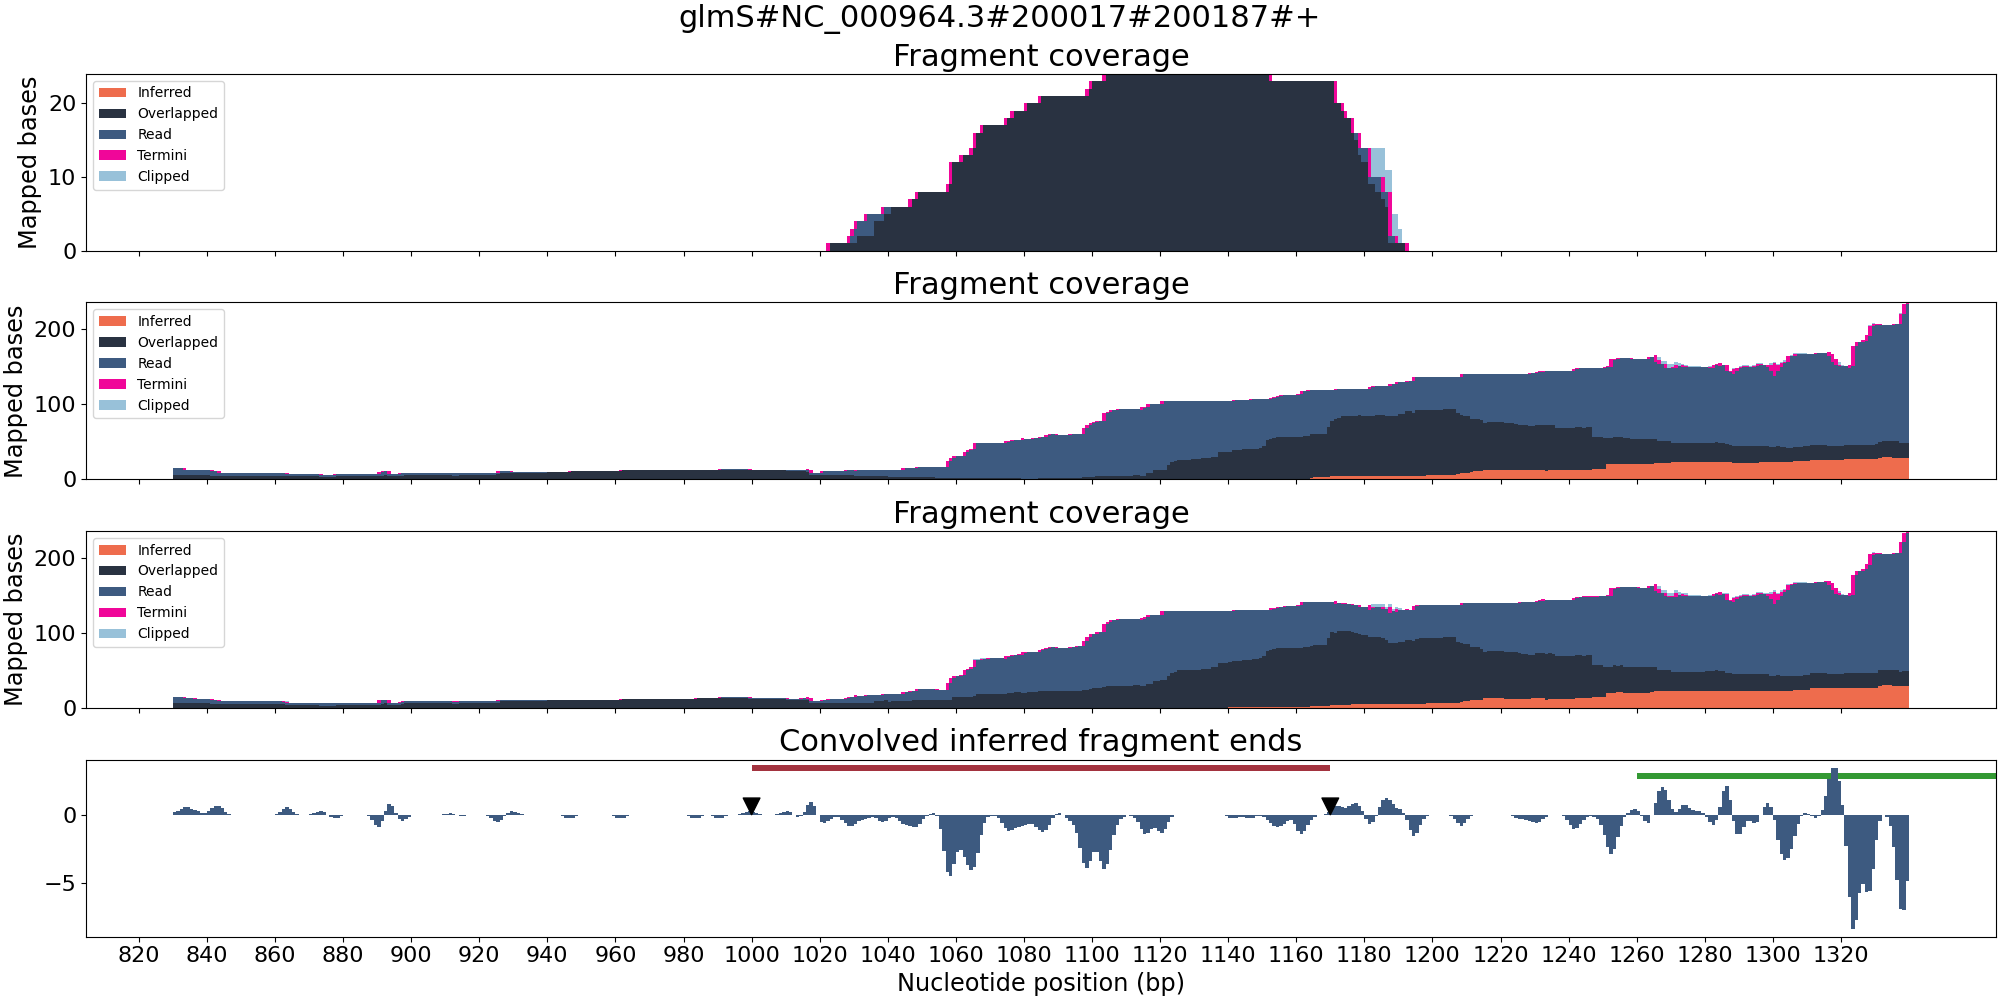 glmS#NC_000964.3#200017#200187#+
Fragment coverage
Mapped bases
20
10
0
Inferred
Overlapped
Read
Termini
Clipped
Fragment coverage
Mapped bases
200
100
0
Inferred
Overlapped
Read
Termini
Clipped
Fragment coverage
Mapped bases
200
100
0
Inferred
Overlapped
Read
Termini
Clipped
Convolved inferred fragment ends
0
−5
820 840 860 880 900 920 940 960 980 1000 1020 1040 1060 1080 1100 1120 1140 1160 1180 1200 1220 1240 1260 1280 1300 1320
Nucleotide position (bp)